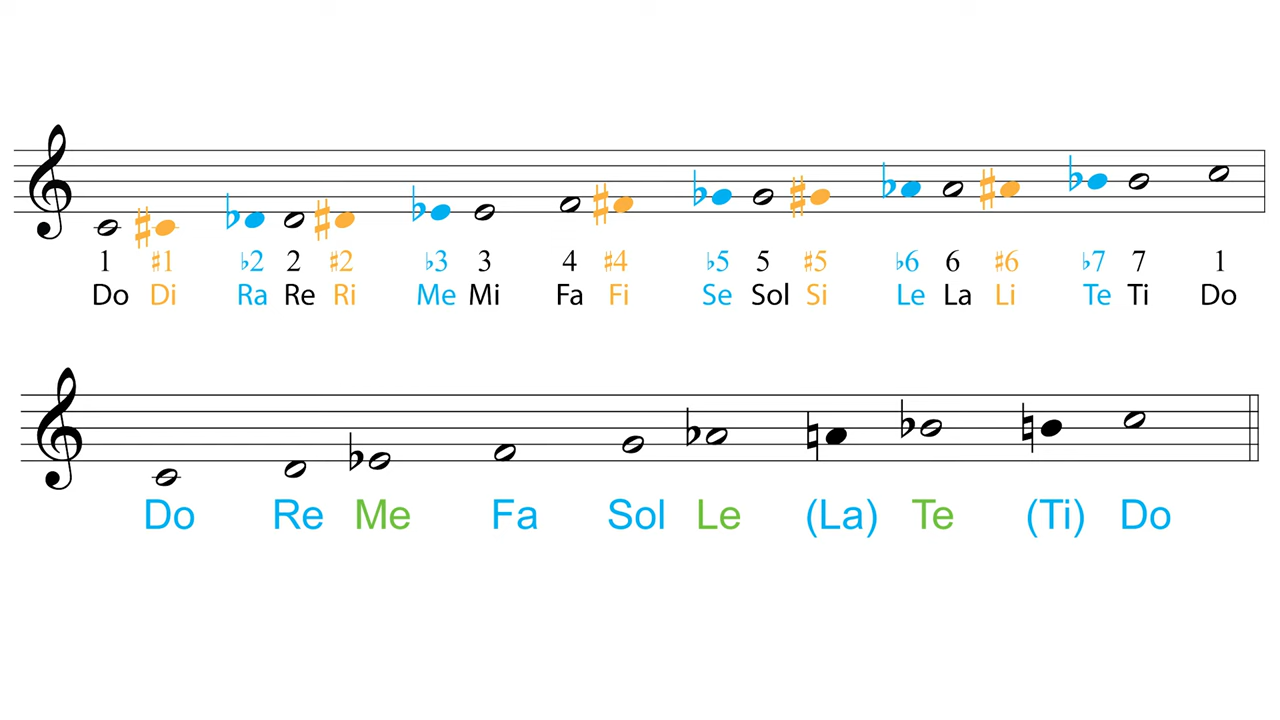 1 ♯1 ♭2 2 ♯2 ♭3 3 4 ♯4 ♭5 5 ♯5 ♭6 6 ♯6 ♭7 7 1
Do Di Ra Re Ri Me Mi Fa Fi Se Sol Si Le La Li Te Ti Do
Do Re Me Fa Sol Le (La) Te (Ti) Do